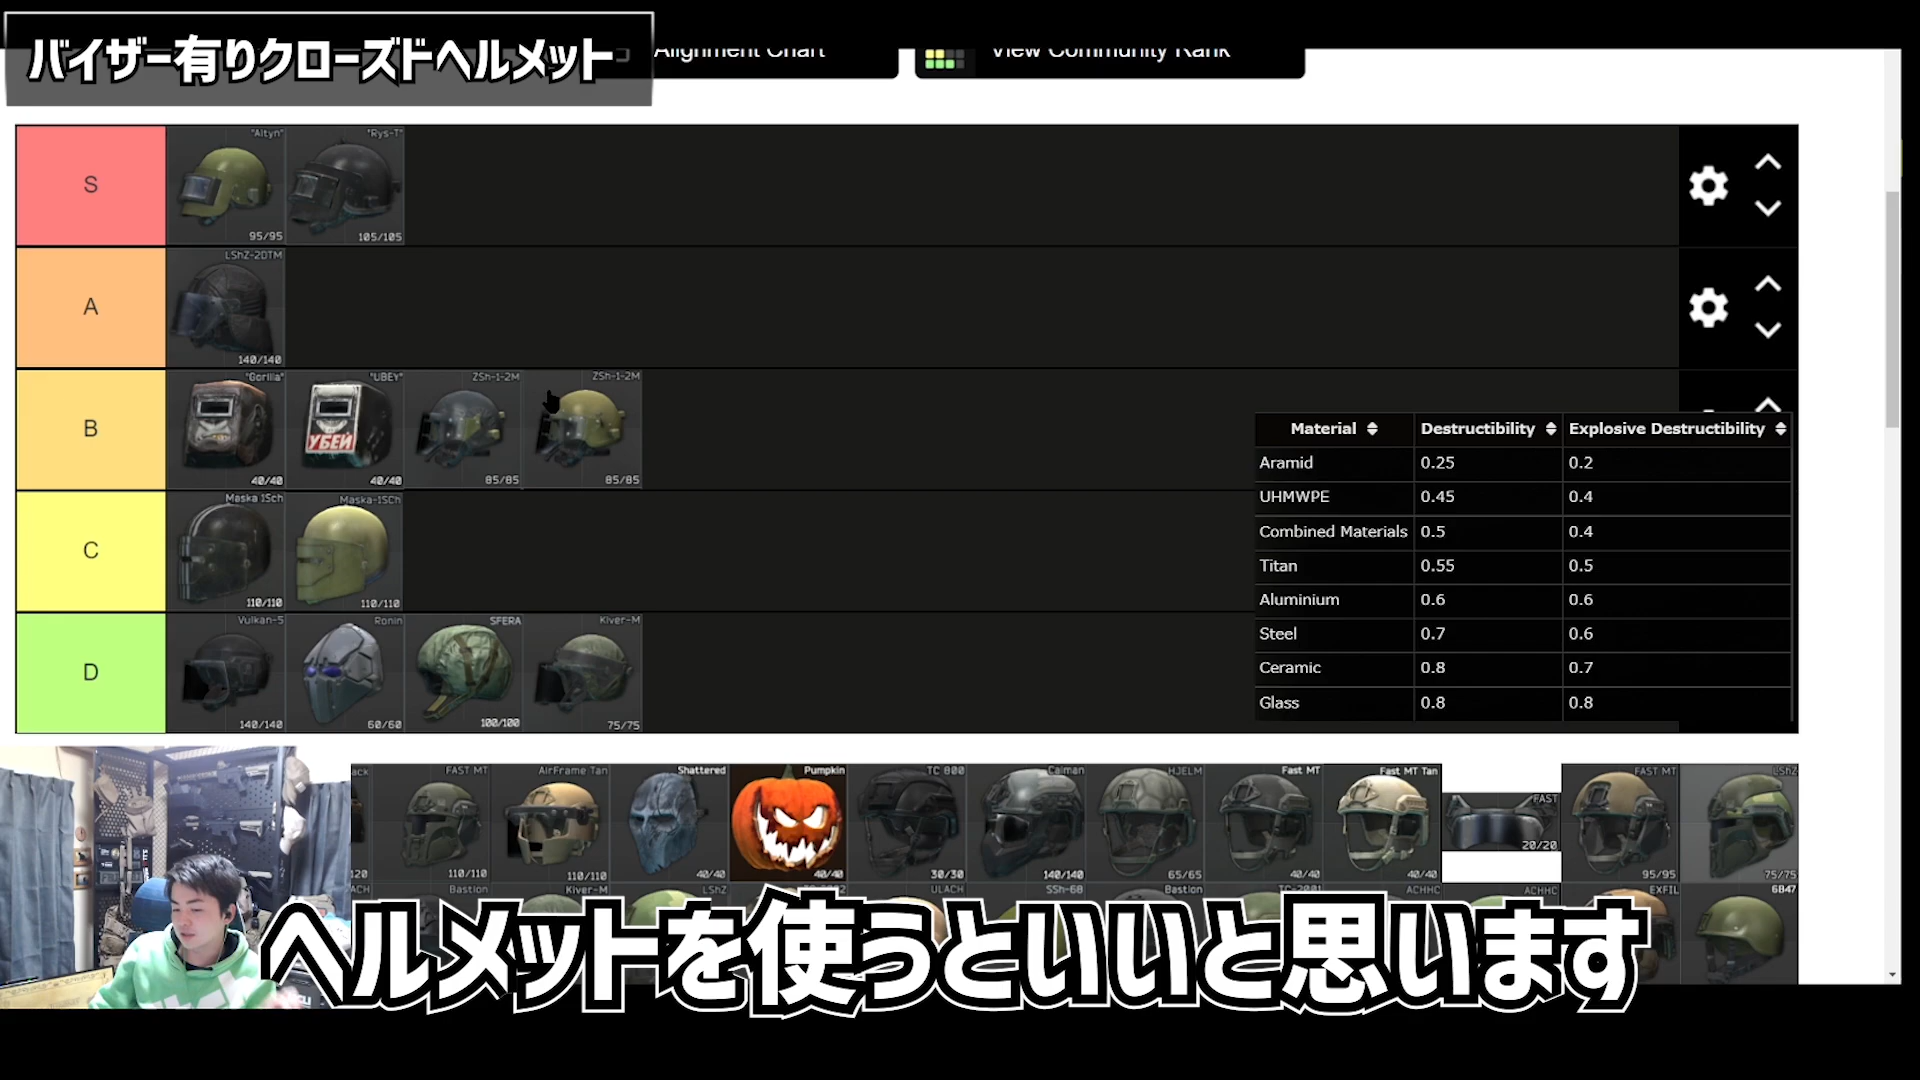 バイザー有りクローズドヘルメット
Alignment Chart
View Community Rank
S
"Altyn"
95/95
"Rys-T"
105/105
A
LShZ-2DTM
140/140
B
"Gorilla"
40/40
"UBEY"
УБЕЙ
40/40
ZSh-1-2M
85/85
ZSh-1-2M
85/85
C
Maska 1Sch
110/110
Maska-1SCh
110/110
D
Vulkan-5
140/140
Ronin
60/60
SFERA
100/100
Kiver-M
75/75
Material Destructibility Explosive Destructibility
Aramid 0.25 0.2
UHMWPE 0.45 0.4
Combined Materials 0.5 0.4
Titan 0.55 0.5
Aluminium 0.6 0.6
Steel 0.7 0.6
Ceramic 0.8 0.7
Glass 0.8 0.8
FAST MT
110/110
AirFrame Tan
110/110
Shattered
40/40
Pumpkin
40/40
TC 800
30/30
Caiman
140/140
HJELM
65/65
Fast MT
40/40
Fast MT Tan
40/40
FAST
20/20
FAST MT
95/95
LShZ
75/75
Bastion
Kiver-M
LShZ
ULACH
SSh-68
Bastion
TC-2001
ACHHC
ACHHC
EXFIL
6B47
ヘルメットを使うといいと思います